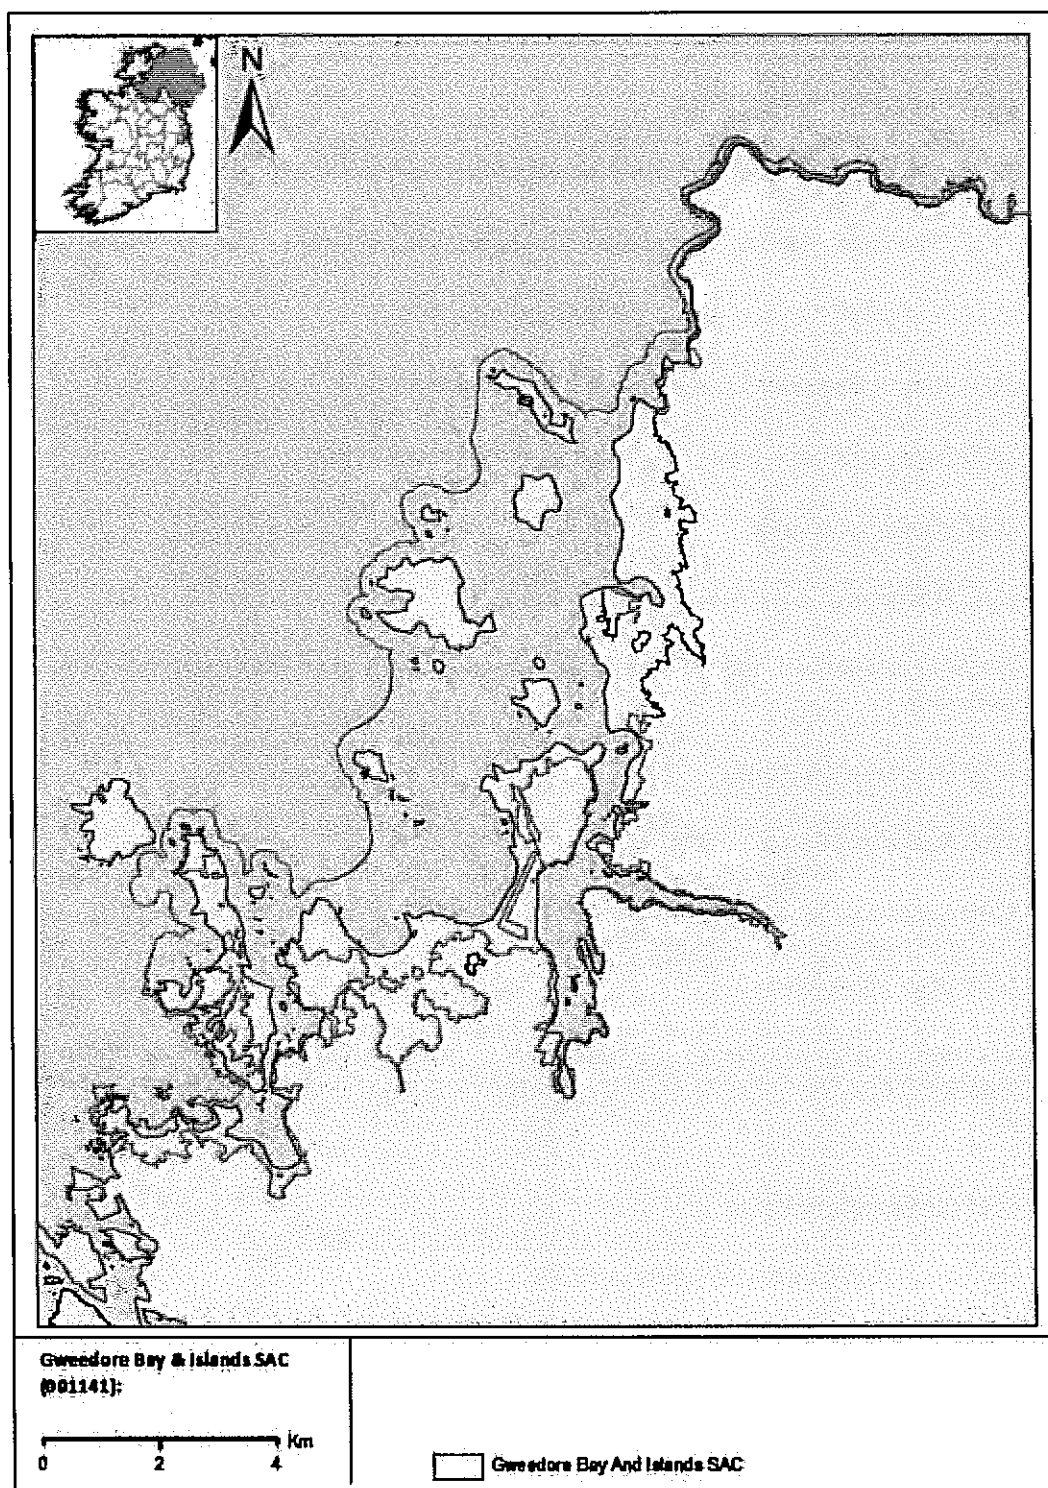 N
Gweedore Bay & Islands SAC
(001141):
Km
0 2 4
Gweedore Bay And Islands SAC